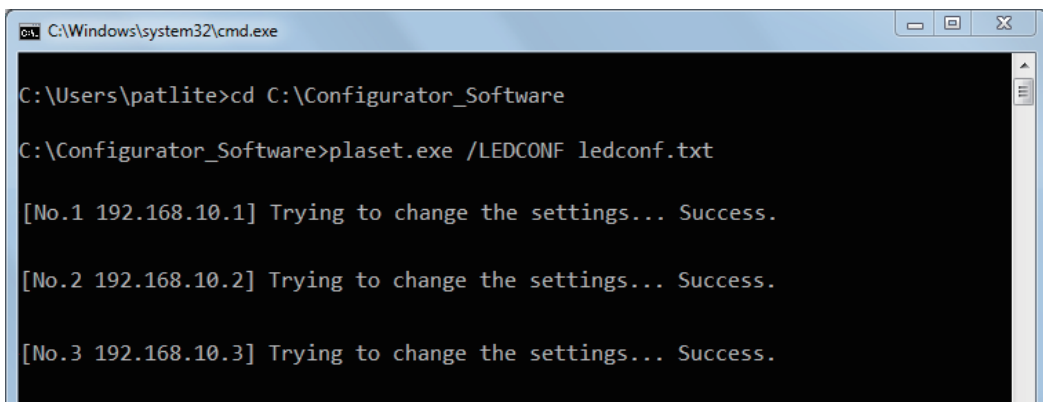 C:\Windows\system32\cmd.exe
C:\Users\patlite>cd C:\Configurator_Software
C:\Configurator_Software>plaset.exe /LEDCONF ledconf.txt
[No.1 192.168.10.1] Trying to change the settings... Success.
[No.2 192.168.10.2] Trying to change the settings... Success.
[No.3 192.168.10.3] Trying to change the settings... Success.